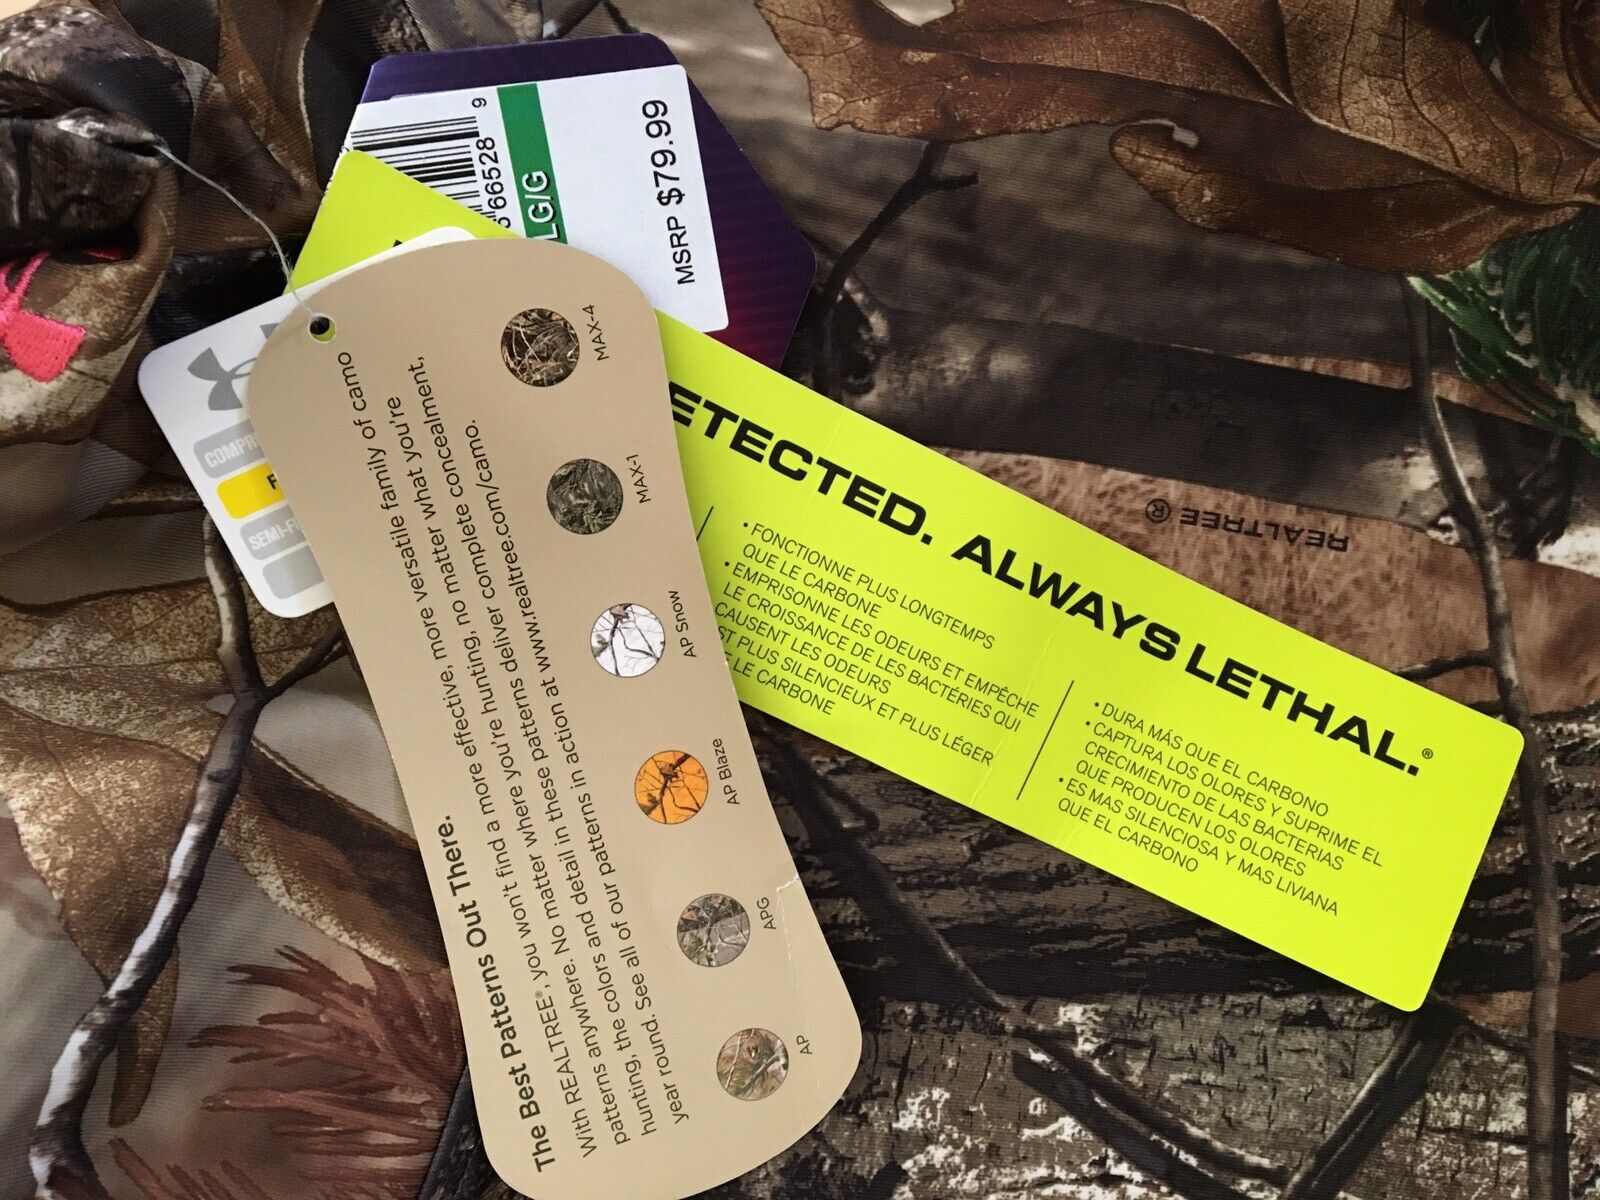 9
66528
LG/G
MSRP $79.99
The Best Patterns Out There.
With REALTREE®, you won't find a more effective, more versatile family of camo
patterns anywhere. No matter where you're hunting, no matter what you're
hunting, the colors and detail in these patterns deliver complete concealment,
year round. See all of our patterns in action at www.realtree.com/camo.
MAX-4
MAX-1
AP Snow
AP Blaze
APG
AP
ETECTED. ALWAYS LETHAL.®
• FONCTIONNE PLUS LONGTEMPS
QUE LE CARBONE
• EMPRISONNE LES ODEURS ET EMPÊCHE
LE CROISSANCE DE LES BACTÉRIES QUI
CAUSENT LES ODEURS
ST PLUS SILENCIEUX ET PLUS LÉGER
LE CARBONE
• DURA MÁS QUE EL CARBONO
• CAPTURA LOS OLORES Y SUPRIME EL
CRECIMIENTO DE LAS BACTERIAS
QUE PRODUCEN LOS OLORES
• ES MAS SILENCIOSA Y MAS LIVIANA
QUE EL CARBONO
REALTREE ®
COMPR
F
SEMI-F